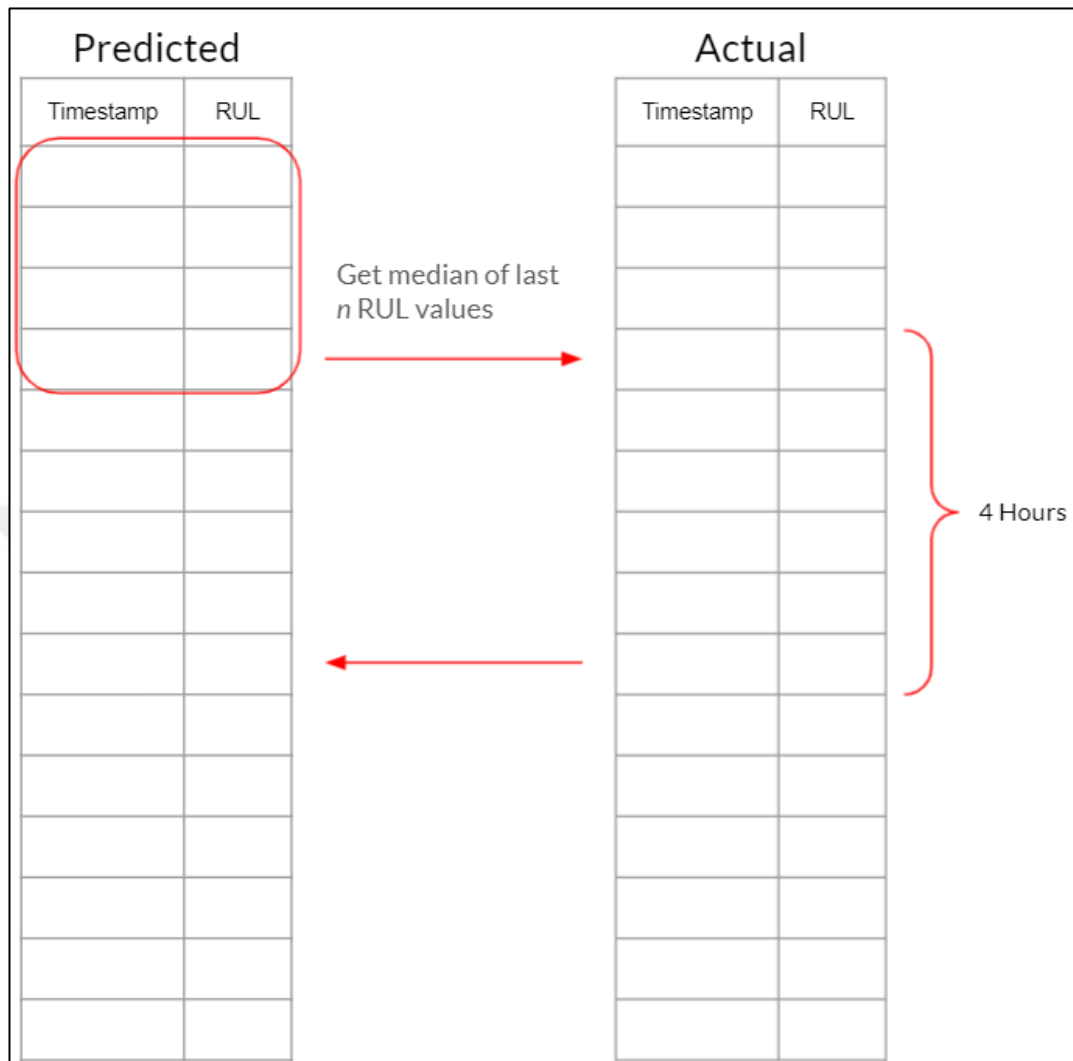 Predicted
Actual
Timestamp RUL
Timestamp RUL
Get median of last
n RUL values
4 Hours